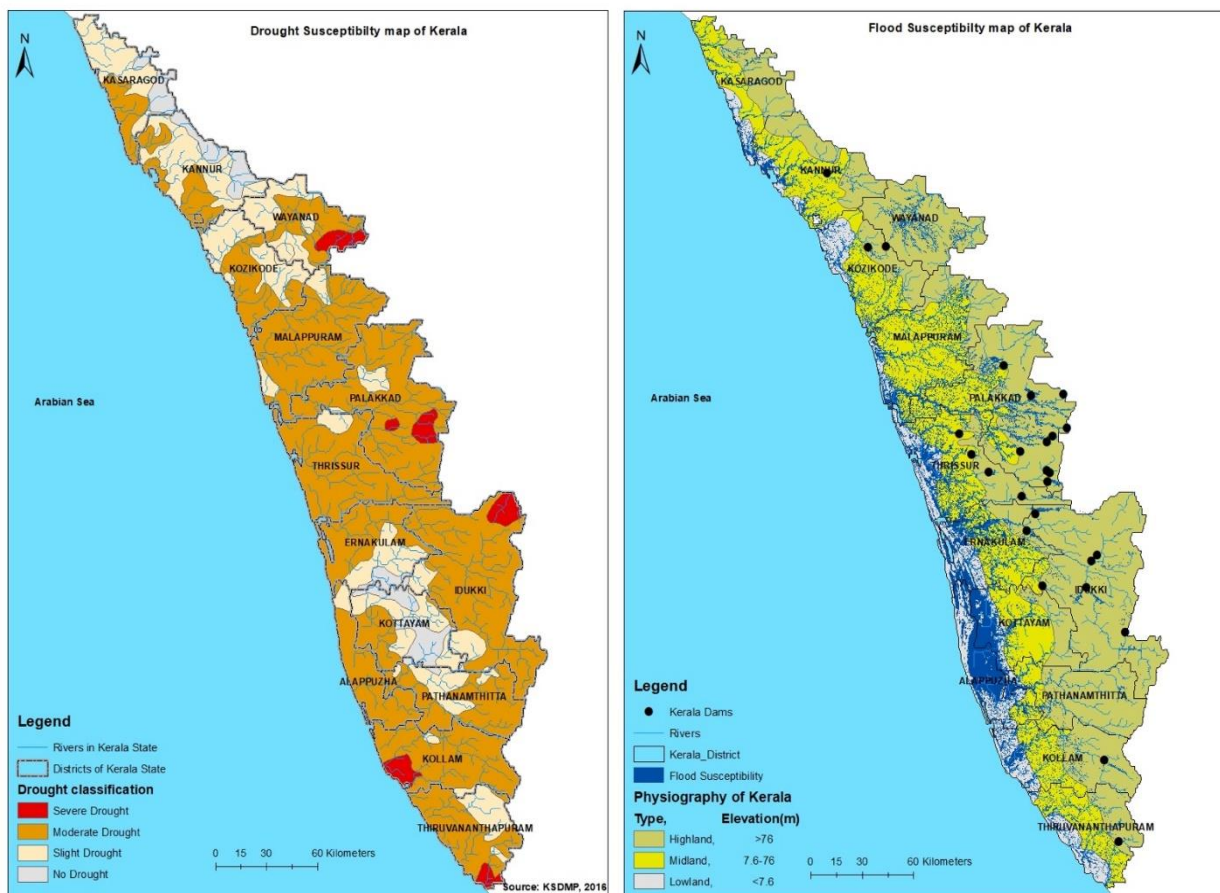 Drought Susceptibilty map of Kerala
N
KASARAGOD
KANNUR
WAYANAD
KOZIKODE
MALAPPURAM
PALAKKAD
Arabian Sea
THRISSUR
ERNAKULAM
IDUKKI
KOTTAYAM
ALAPPUZHA
PATHANAMTHITTA
KOLLAM
THIRUVANANTHAPURAM
Legend
Rivers in Kerala State
Districts of Kerala State
Drought classification
Severe Drought
Moderate Drought
Slight Drought
No Drought
0 15 30 60 Kilometers
Source: KSDMP, 2016
Flood Susceptibilty map of Kerala
N
KASARAGOD
KANNUR
WAYANAD
KOZIKODE
MALAPPURAM
PALAKKAD
Arabian Sea
THRISSUR
ERNAKULAM
IDUKKI
KOTTAYAM
ALAPPUZHA
PATHANAMTHITTA
KOLLAM
THIRUVANANTHAPURAM
Legend
Kerala Dams
Rivers
Kerala_District
Flood Susceptibility
Physiography of Kerala
Type, Elevation(m)
Highland, >76
Midland, 7.6-76
Lowland, <7.6
0 15 30 60 Kilometers